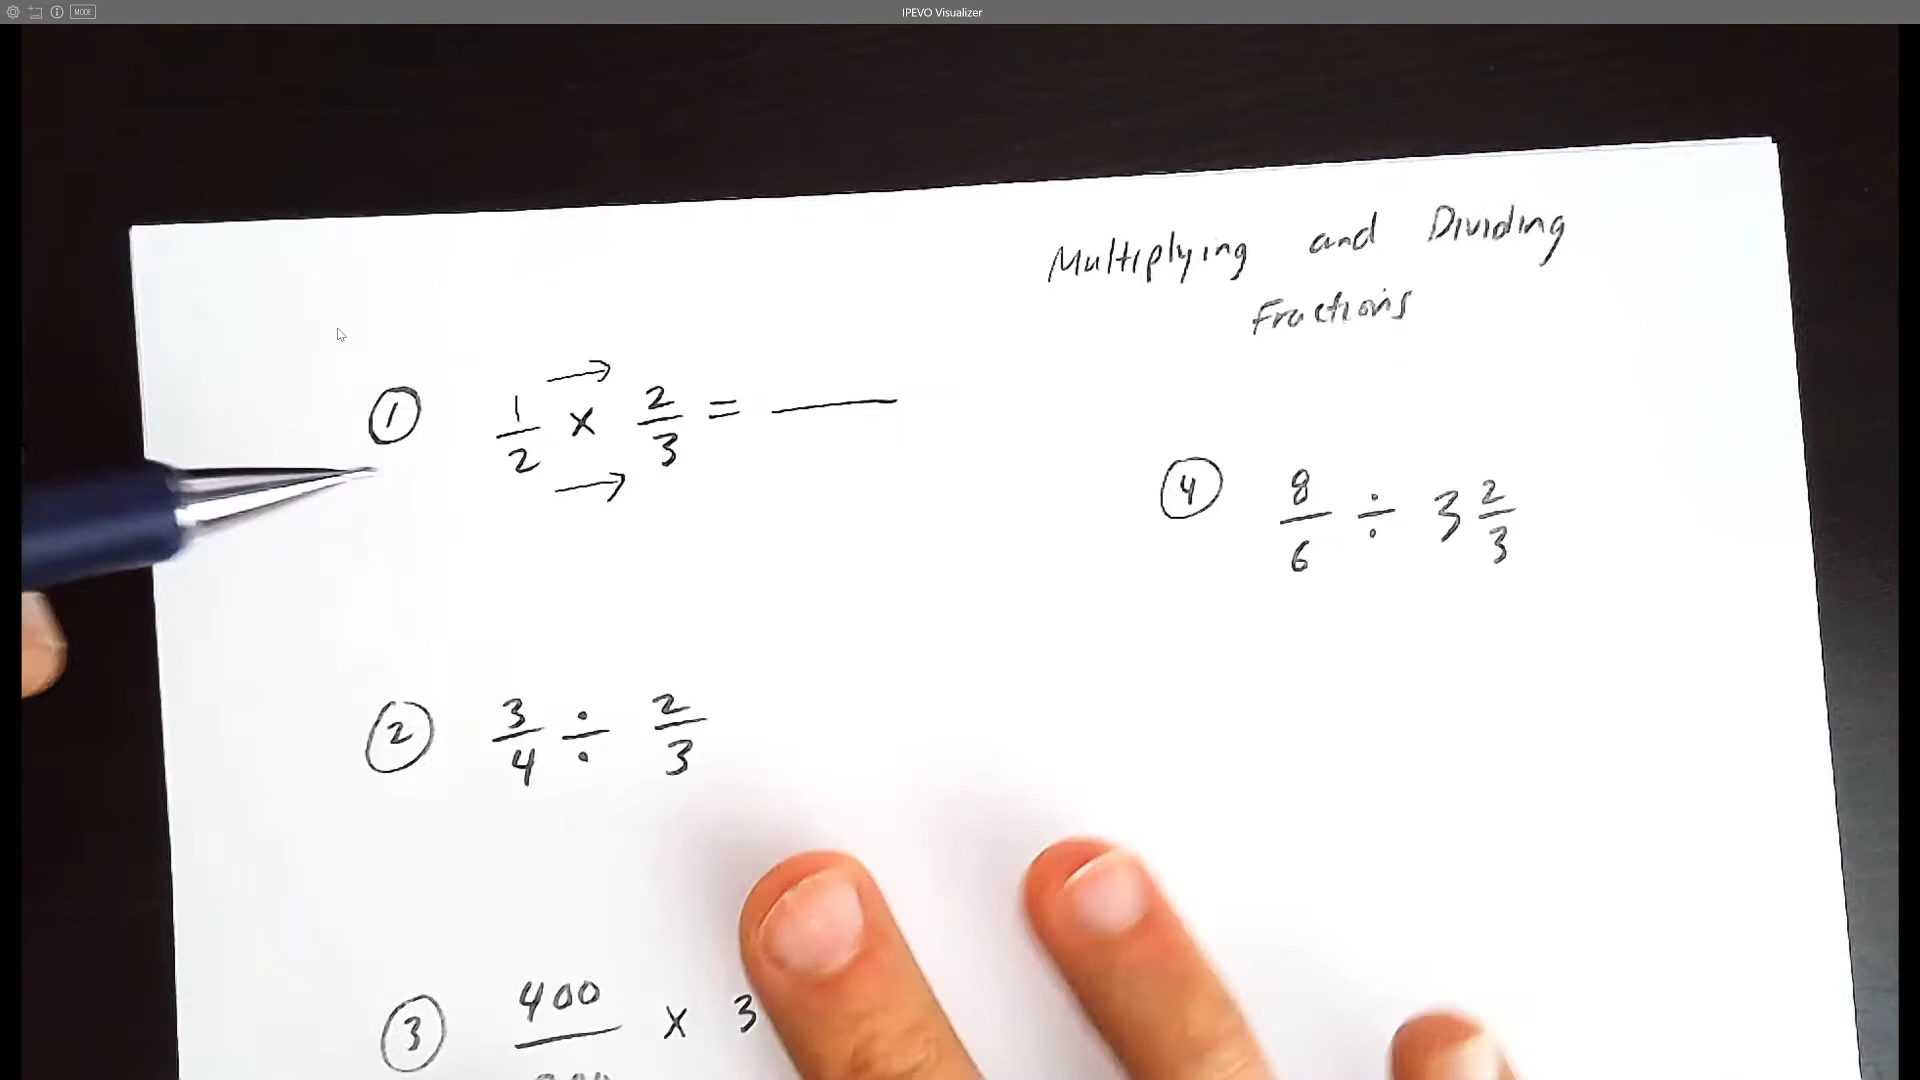 MODE
IPEVO Visualizer
Multiplying and Dividing
Fractions
① 1/2 × 2/3 =
② 3/4 ÷ 2/3
③ 400 × 3
④ 8/6 ÷ 3 2/3